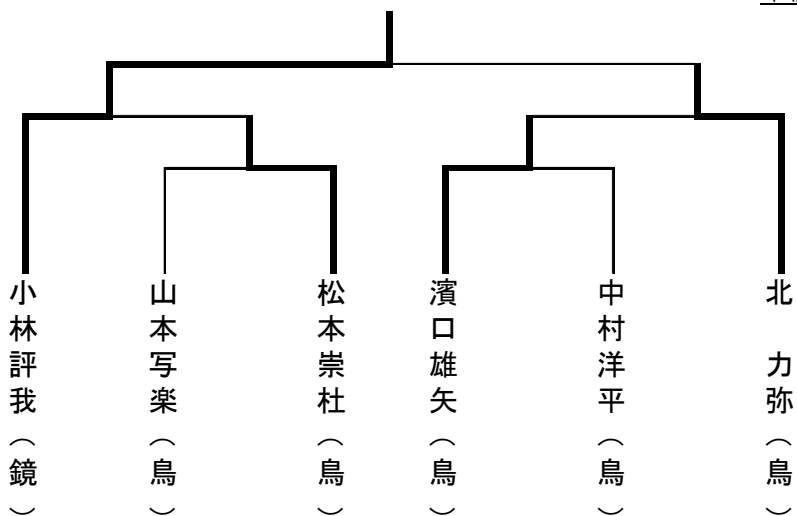 小林評我（鏡）
山本写楽（鳥）
松本崇杜（鳥）
濱口雄矢（鳥）
中村洋平（鳥）
北　力弥（鳥）